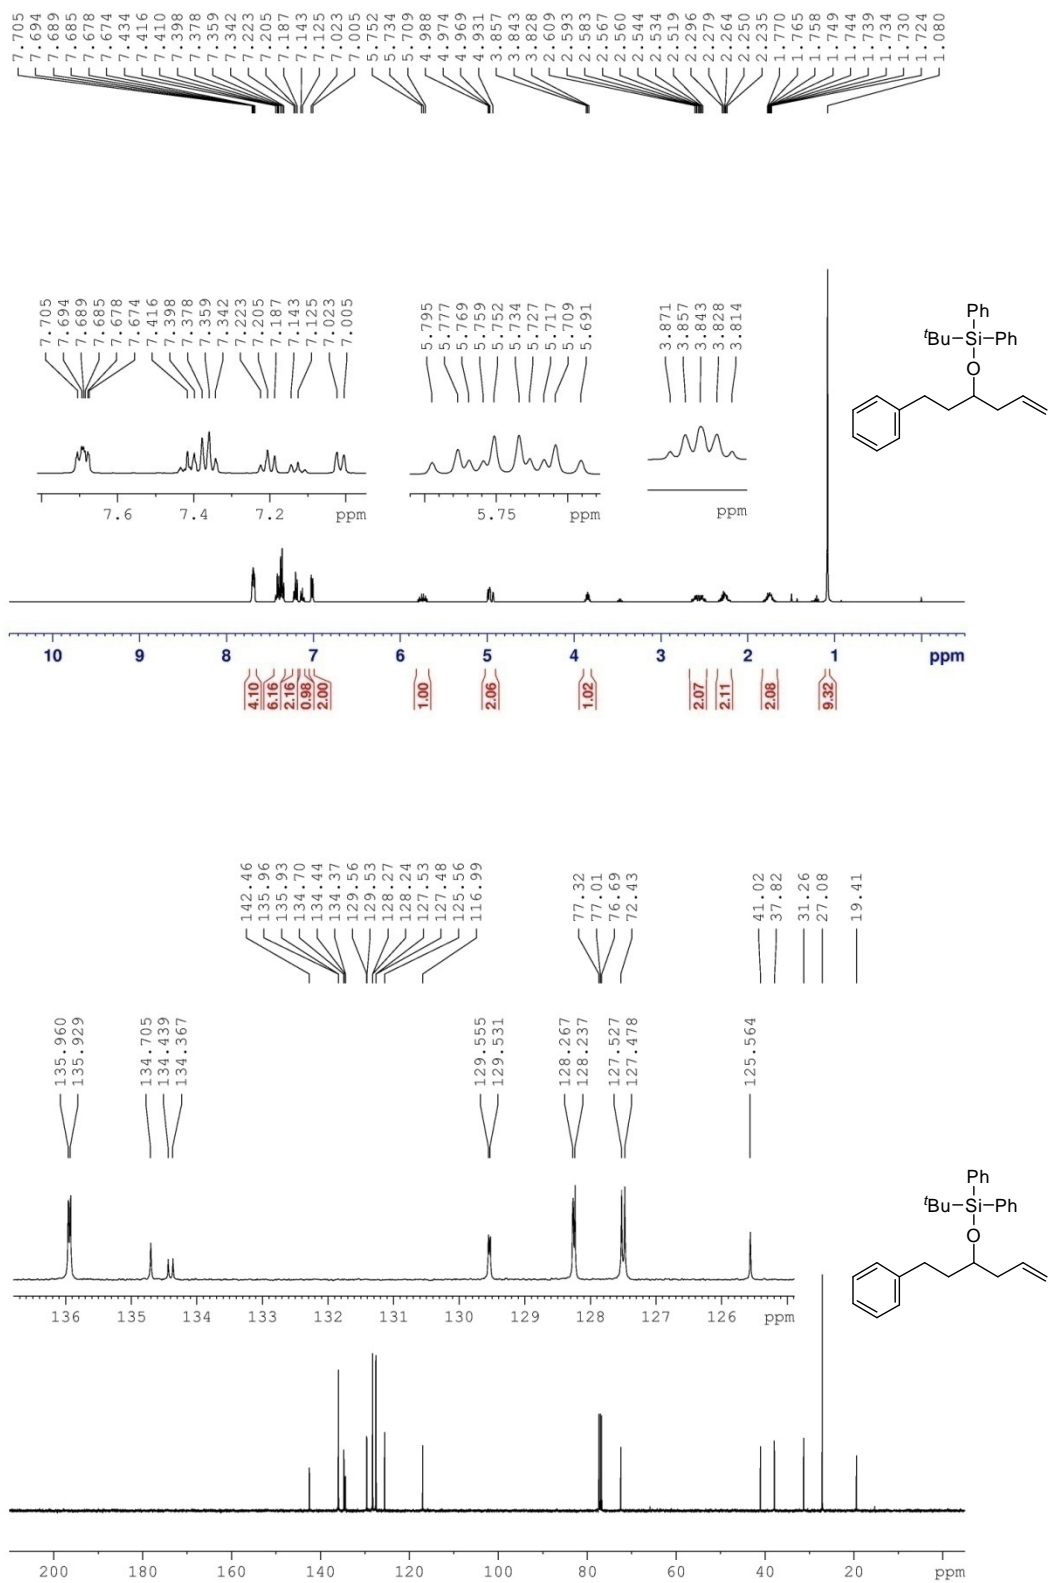 7.705 7.694 7.689 7.685 7.678 7.674 7.434 7.416 7.410 7.398 7.378 7.359 7.342 7.223 7.205 7.187 7.143 7.125 7.023 7.005 5.752 5.734 5.709 4.988 4.974 4.969 4.931 3.857 3.843 3.828 2.609 2.593 2.583 2.567 2.560 2.544 2.534 2.519 2.296 2.279 2.264 2.250 2.235 1.770 1.765 1.758 1.749 1.744 1.739 1.734 1.730 1.724 1.080
7.705 7.694 7.689 7.685 7.678 7.674 7.416 7.398 7.378 7.359 7.342 7.223 7.205 7.187 7.143 7.125 7.023 7.005
5.795 5.777 5.769 5.759 5.752 5.734 5.727 5.717 5.709 5.691
3.871 3.857 3.843 3.828 3.814
Ph
tBu Si Ph
O
7.6 7.4 7.2 ppm
5.75 ppm
ppm
10 9 8 7 6 5 4 3 2 1 ppm
4.10 6.16 2.16 0.98 2.00 1.00 2.06 1.02 2.07 2.11 2.08 9.32
142.46 135.96 135.93 134.70 134.44 134.37 129.56 129.53 128.27 128.24 127.53 127.48 125.56 116.99
77.32 77.01 76.69 72.43
41.02 37.82 31.26 27.08 19.41
135.960 135.929 134.705 134.439 134.367
129.555 129.531 128.267 128.237 127.527 127.478 125.564
Ph
tBu Si Ph
O
136 135 134 133 132 131 130 129 128 127 126 ppm
200 180 160 140 120 100 80 60 40 20 ppm